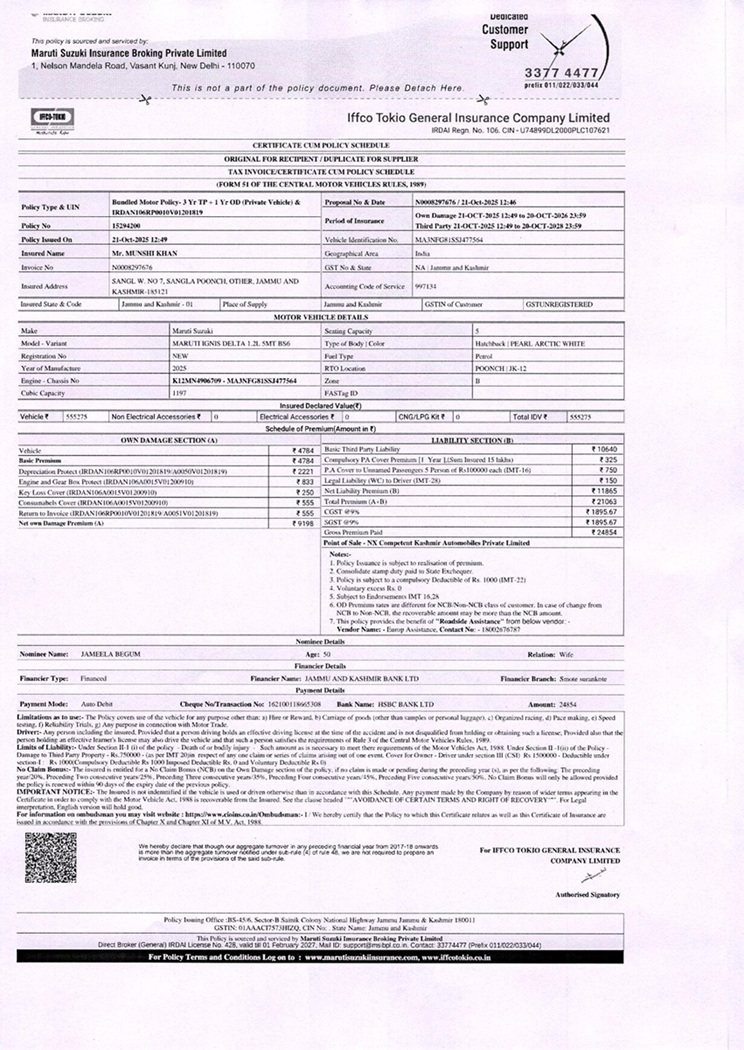 INSURANCE BROKING
This policy is sourced and serviced by:
Maruti Suzuki Insurance Broking Private Limited
1, Nelson Mandela Road, Vasant Kunj, New Delhi - 110070
Dedicated
Customer
Support
3377 4477
prefix 011/022/033/044
This is not a part of the policy document. Please Detach Here.
IFFCO-TOKIO
Muskurate Raho
Iffco Tokio General Insurance Company Limited
IRDAI Regn. No. 106. CIN - U74899DL2000PLC107621
CERTIFICATE CUM POLICY SCHEDULE
ORIGINAL FOR RECIPIENT / DUPLICATE FOR SUPPLIER
TAX INVOICE/CERTIFICATE CUM POLICY SCHEDULE
(FORM 51 OF THE CENTRAL MOTOR VEHICLES RULES, 1989)
Policy Type & UIN Bundled Motor Policy- 3 Yr TP + 1 Yr OD (Private Vehicle) & IRDAN106RP0010V01201819
Proposal No & Date N0008297676 / 21-Oct-2025 12:46
Policy No 15294200
Period of Insurance Own Damage 21-OCT-2025 12:49 to 20-OCT-2026 23:59
Third Party 21-OCT-2025 12:49 to 20-OCT-2028 23:59
Policy Issued On 21-Oct-2025 12:49
Vehicle Identification No. MA3NFG81SSJ477564
Insured Name Mr. MUNSHI KHAN
Geographical Area India
Invoice No N0008297676
GST No & State NA / Jammu and Kashmir
Insured Address SANGL W. NO 7, SANGLA POONCH, OTHER, JAMMU AND
KASHMIR-185121
Accounting Code of Service 997134
Insured State & Code Jammu and Kashmir - 01 Place of Supply Jammu and Kashmir GSTIN of Customer GSTUNREGISTERED
MOTOR VEHICLE DETAILS
Make Maruti Suzuki Seating Capacity 5
Model - Variant MARUTI IGNIS DELTA 1.2L 5MT BS6 Type of Body | Color Hatchback | PEARL ARCTIC WHITE
Registration No NEW Fuel Type Petrol
Year of Manufacture 2025 RTO Location POONCH | JK-12
Engine - Chasis No K12MN4906709 - MA3NFG81SSJ477564 Zone B
Cubic Capacity 1197 FASTag ID
Insured Declared Value(₹)
Vehicle ₹ 555275 Non Electrical Accessories ₹ 0 Electrical Accessories ₹ 0 CNG/LPG Kit ₹ 0 Total IDV ₹ 555275
Schedule of Premium(Amount in ₹)
OWN DAMAGE SECTION (A)
Vehicle ₹ 4784
Basic Premium ₹ 4784
Depreciation Protect (IRDAN106RP0010V01201819/A0050V01201819) ₹ 2221
Engine and Gear Box Protect (IRDAN106A0015V01200910) ₹ 833
Key Loss Cover (IRDAN106A0015V01200910) ₹ 250
Consumabels Cover (IRDAN106A0015V01200910) ₹ 555
Return to Invoice (IRDAN106RP0010V01201819/A0051V01201819) ₹ 555
Net own Damage Premium (A) ₹ 9198
LIABILITY SECTION (B)
Basic Third Party Liability ₹ 10640
Compulsory PA Cover Premium [1 Year ],(Sum Insured 15 lakhs) ₹ 325
P.A Cover to Unnamed Passengers 5 Person of Rs100000 each (IMT-16) ₹ 750
Legal Liability (WC) to Driver (IMT-28) ₹ 150
Net Liability Premium (B) ₹ 11865
Total Premium (A+B) ₹ 21063
CGST @9% ₹ 1895.67
SGST @9% ₹ 1895.67
Gross Premium Paid ₹ 24854
Point of Sale - NX Competent Kashmir Automobiles Private Limited
Notes:-
1. Policy Issuance is subject to realisation of premium.
2. Consolidate stamp duty paid to State Exchequer.
3. Policy is subject to a compulsory Deductible of Rs. 1000 (IMT-22)
4. Voluntary excess Rs. 0
5. Subject to Endorsements IMT 16,28
6. OD Premium rates are different for NCB/Non-NCB class of customer. In case of change from
NCB to Non-NCB, the recoverable amount may be more than the NCB amount.
7. This policy provides the benefit of "Roadside Assistance" from below vendor: -
Vendor Name: - Europ Assistance, Contact No: - 18002676787
Nominee Details
Nominee Name: JAMEELA BEGUM Age: 50 Relation: Wife
Financier Details
Financier Type: Financed Financier Name: JAMMU AND KASHMIR BANK LTD Financier Branch: Smote surankote
Payment Details
Payment Mode: Auto Debit Cheque No/Transaction No: 162100118665308 Bank Name: HSBC BANK LTD Amount: 24854
Limitations as to use:- The Policy covers use of the vehicle for any purpose other than: a) Hire or Reward, b) Carriage of goods (other than samples or personal luggage), c) Organized racing, d) Pace making, e) Speed
testing, f) Reliability Trials, g) Any purpose in connection with Motor Trade.
Driver:- Any person including the insured, Provided that a person driving holds an effective driving license at the time of the accident and is not disqualified from holding or obtaining such a license, Provided also that the
person holding an effective learner's license may also drive the vehicle and that such a person satisfies the requirements of Rule 3 of the Central Motor Vehicles Rules, 1989.
Limits of Liability:- Under Section II-1 (i) of the policy - Death of or bodily injury - Such amount as is necessary to meet there requirements of the Motor Vehicles Act, 1988. Under Section II -1(ii) of the Policy -
Damage to Third Party Property - Rs.750000 - (as per IMT 20)in respect of any one claim or series of claims arising out of one event. Cover for Owner - Driver under section III (CSI) Rs 1500000 - Deductible under
section-I : Rs 1000(Compulsory Deductible Rs 1000 Imposed Deductible Rs. 0 and Voluntary Deductible Rs 0)
No Claim Bonus:- The insured is entitled for a No Claim Bonus (NCB) on the Own Damage section of the policy, if no claim is made or pending during the preceding year (s), as per the following: The preceding
year/20%, Preceding Two consecutive years/25%, Preceding Three consecutive years/35%, Preceding Four consecutive years/45%, Preceding Five consecutive years/50%. No Claim Bonus will only be allowed provided
the policy is renewed within 90 days of the expiry date of the previous policy.
IMPORTANT NOTICE:- The Insured is not indemnified if the vehicle is used or driven otherwise than in accordance with this Schedule. Any payment made by the Company by reason of wider terms appearing in the
Certificate in order to comply with the Motor Vehicle Act, 1988 is recoverable from the Insured. See the clause headed ""AVOIDANCE OF CERTAIN TERMS AND RIGHT OF RECOVERY"". For Legal
interpretation, English version will hold good.
For information on ombudsman you may visit website : https://www.cioins.co.in/Ombudsman:- I / We hereby certify that the Policy to which this Certificate relates as well as this Certificate of Insurance are
issued in accordance with the provisions of Chapter X and Chapter XI of M.V. Act, 1988.
We hereby declare that though our aggregate turnover in any preceding financial year from 2017-18 onwards
is more than the aggregate turnover notified under sub-rule (4) of rule 48, we are not required to prepare an
invoice in terms of the provisions of the said sub-rule.
For IFFCO TOKIO GENERAL INSURANCE
COMPANY LIMITED
Authorised Signatory
Policy Issuing Office :BS-45/6, Sector-B Sainik Colony National Highway Jammu Jammu & Kashmir 180011
GSTIN: 01AAACI7573H1ZQ, CIN No: . State Name: Jammu and Kashmir
This Policy is sourced and serviced by Maruti Suzuki Insurance Broking Private Limited
Direct Broker (General) IRDAI License No. 428, valid till 01 February 2027, Mail ID: support@msibpl.co.in, Contact: 33774477 (Prefix 011/022/033/044)
For Policy Terms and Conditions Log on to : www.marutisuzukiinsurance.com, www.iffcotokio.co.in